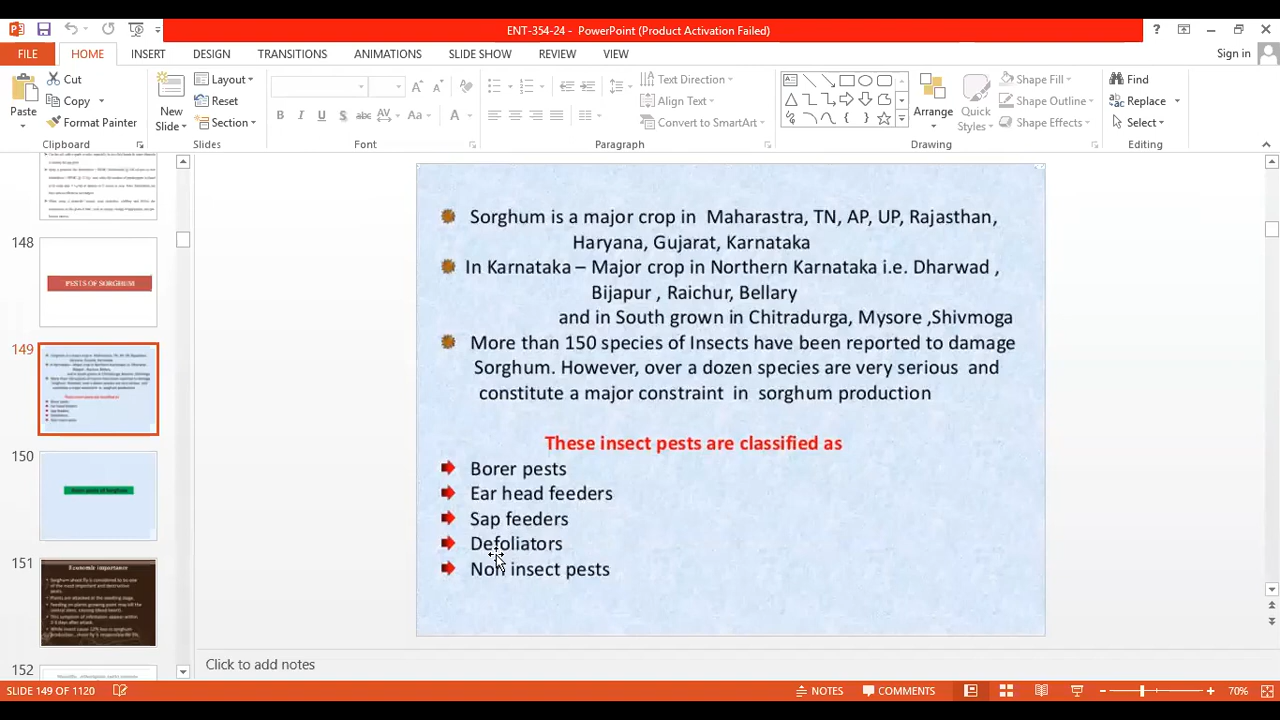 ENT-354-24 - PowerPoint (Product Activation Failed)
FILE HOME INSERT DESIGN TRANSITIONS ANIMATIONS SLIDE SHOW REVIEW VIEW Sign in
Paste
Cut
Copy
Format Painter
Clipboard
New Slide
Layout
Reset
Section
Slides
Font
Text Direction
Align Text
Convert to SmartArt
Paragraph
Arrange
Quick Styles
Shape Fill
Shape Outline
Shape Effects
Drawing
Find
Replace
Select
Editing
148
PESTS OF SORGHUM
149
150
151
Economic importance
152
Sorghum is a major crop in Maharastra, TN, AP, UP, Rajasthan,
Haryana, Gujarat, Karnataka
In Karnataka – Major crop in Northern Karnataka i.e. Dharwad ,
Bijapur , Raichur, Bellary
and in South grown in Chitradurga, Mysore ,Shivmoga
More than 150 species of Insects have been reported to damage
Sorghum. However, over a dozen species are very serious and
constitute a major constraint in sorghum production
These insect pests are classified as
Borer pests
Ear head feeders
Sap feeders
Defoliators
Non insect pests
Click to add notes
SLIDE 149 OF 1120 NOTES COMMENTS 70%